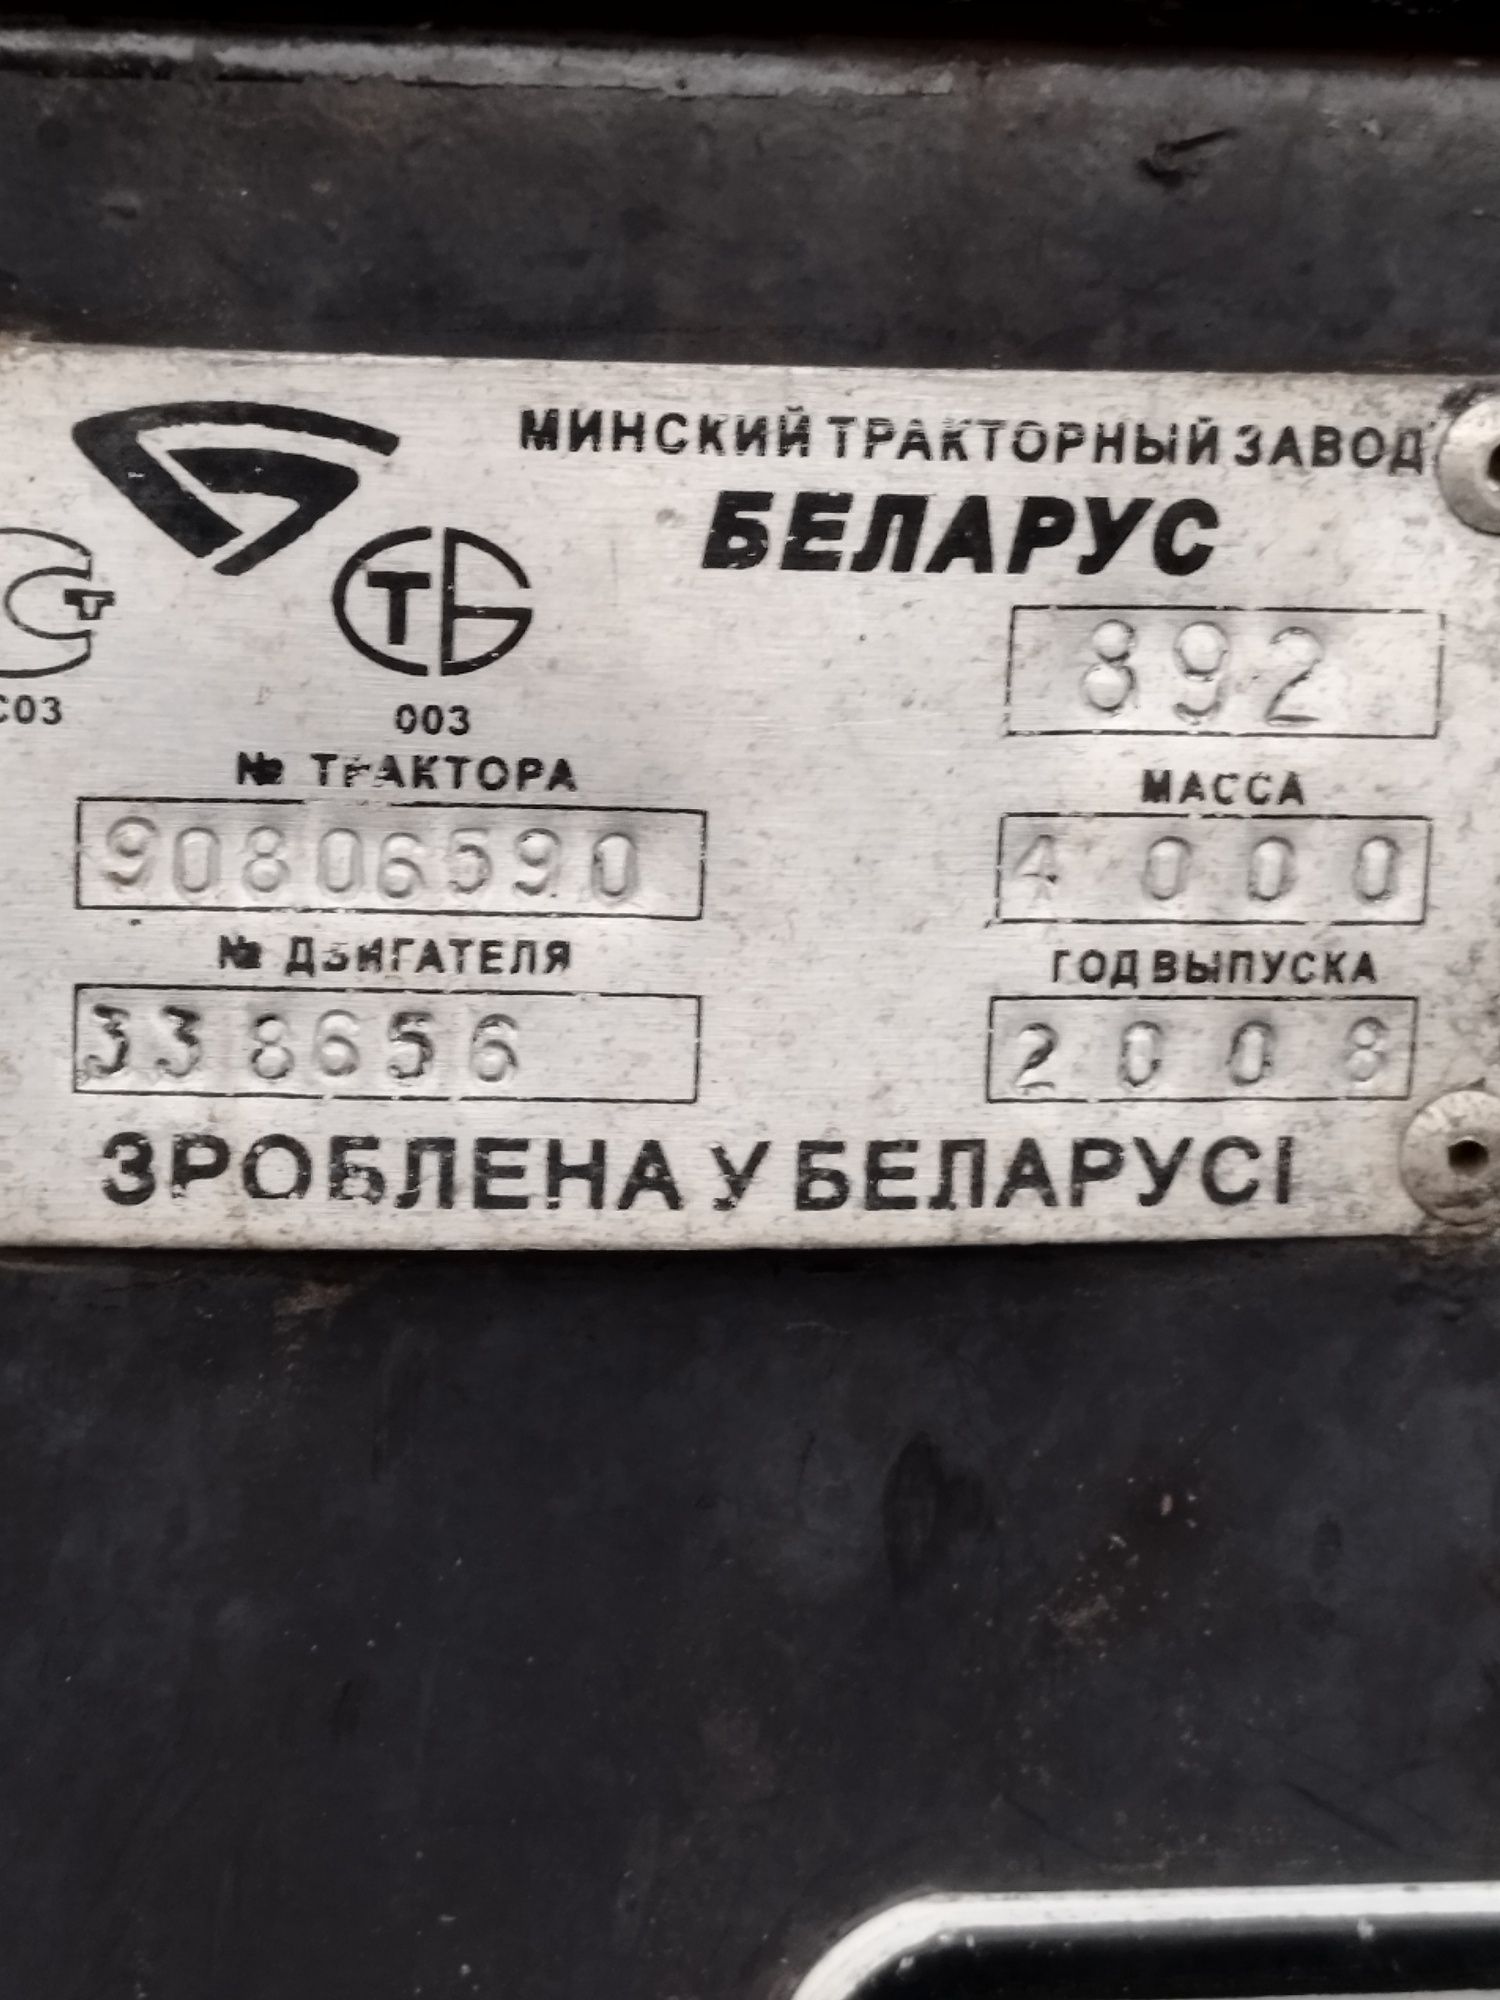 МИНСКИЙ ТРАКТОРНЫЙ ЗАВОД
БЕЛАРУС
СТБ
892
С03
003
№ ТРАКТОРА
МАССА
90806590
4000
№ ДВИГАТЕЛЯ
ГОД ВЫПУСКА
338656
2008
ЗРОБЛЕНА У БЕЛАРУСІ